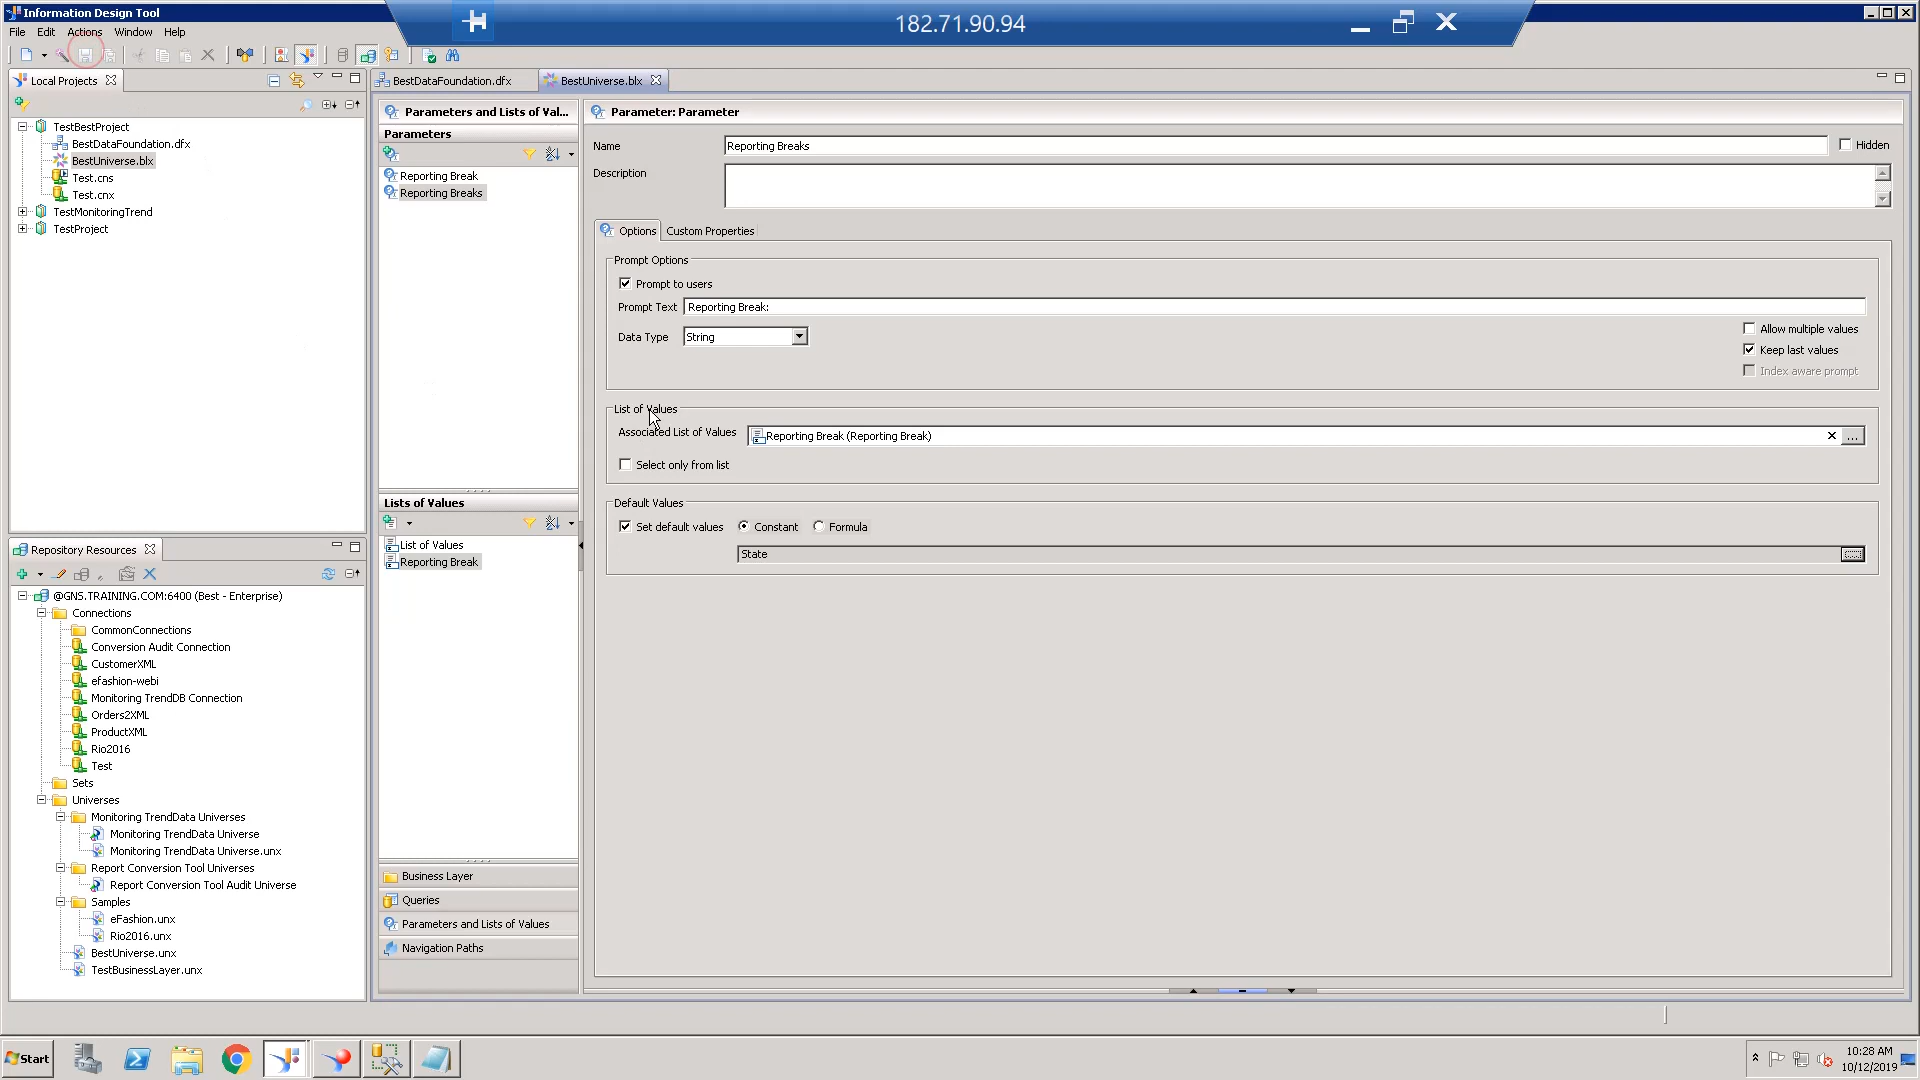 Information Design Tool
182.71.90.94
File Edit Actions Window Help
Local Projects
BestDataFoundation.dfx
BestUniverse.blx
TestBestProject
BestDataFoundation.dfx
BestUniverse.blx
Test.cns
Test.cnx
TestMonitoringTrend
TestProject
Repository Resources
@GNS.TRAINING.COM:6400 (Best - Enterprise)
Connections
CommonConnections
Conversion Audit Connection
CustomerXML
efashion-webi
Monitoring TrendDB Connection
Orders2XML
ProductXML
Rio2016
Test
Sets
Universes
Monitoring TrendData Universes
Monitoring TrendData Universe
Monitoring TrendData Universe.unx
Report Conversion Tool Universes
Report Conversion Tool Audit Universe
Samples
eFashion.unx
Rio2016.unx
BestUniverse.unx
TestBusinessLayer.unx
Parameters and Lists of Val...
Parameters
Reporting Break
Reporting Breaks
Lists of Values
List of Values
Reporting Break
Business Layer
Queries
Parameters and Lists of Values
Navigation Paths
Parameter: Parameter
Name Reporting Breaks Hidden
Description
Options Custom Properties
Prompt Options
Prompt to users
Prompt Text Reporting Break:
Data Type String
Allow multiple values
Keep last values
Index aware prompt
List of Values
Associated List of Values Reporting Break (Reporting Break) ...
Select only from list
Default Values
Set default values Constant Formula
State
Start
10:28 AM
10/12/2019